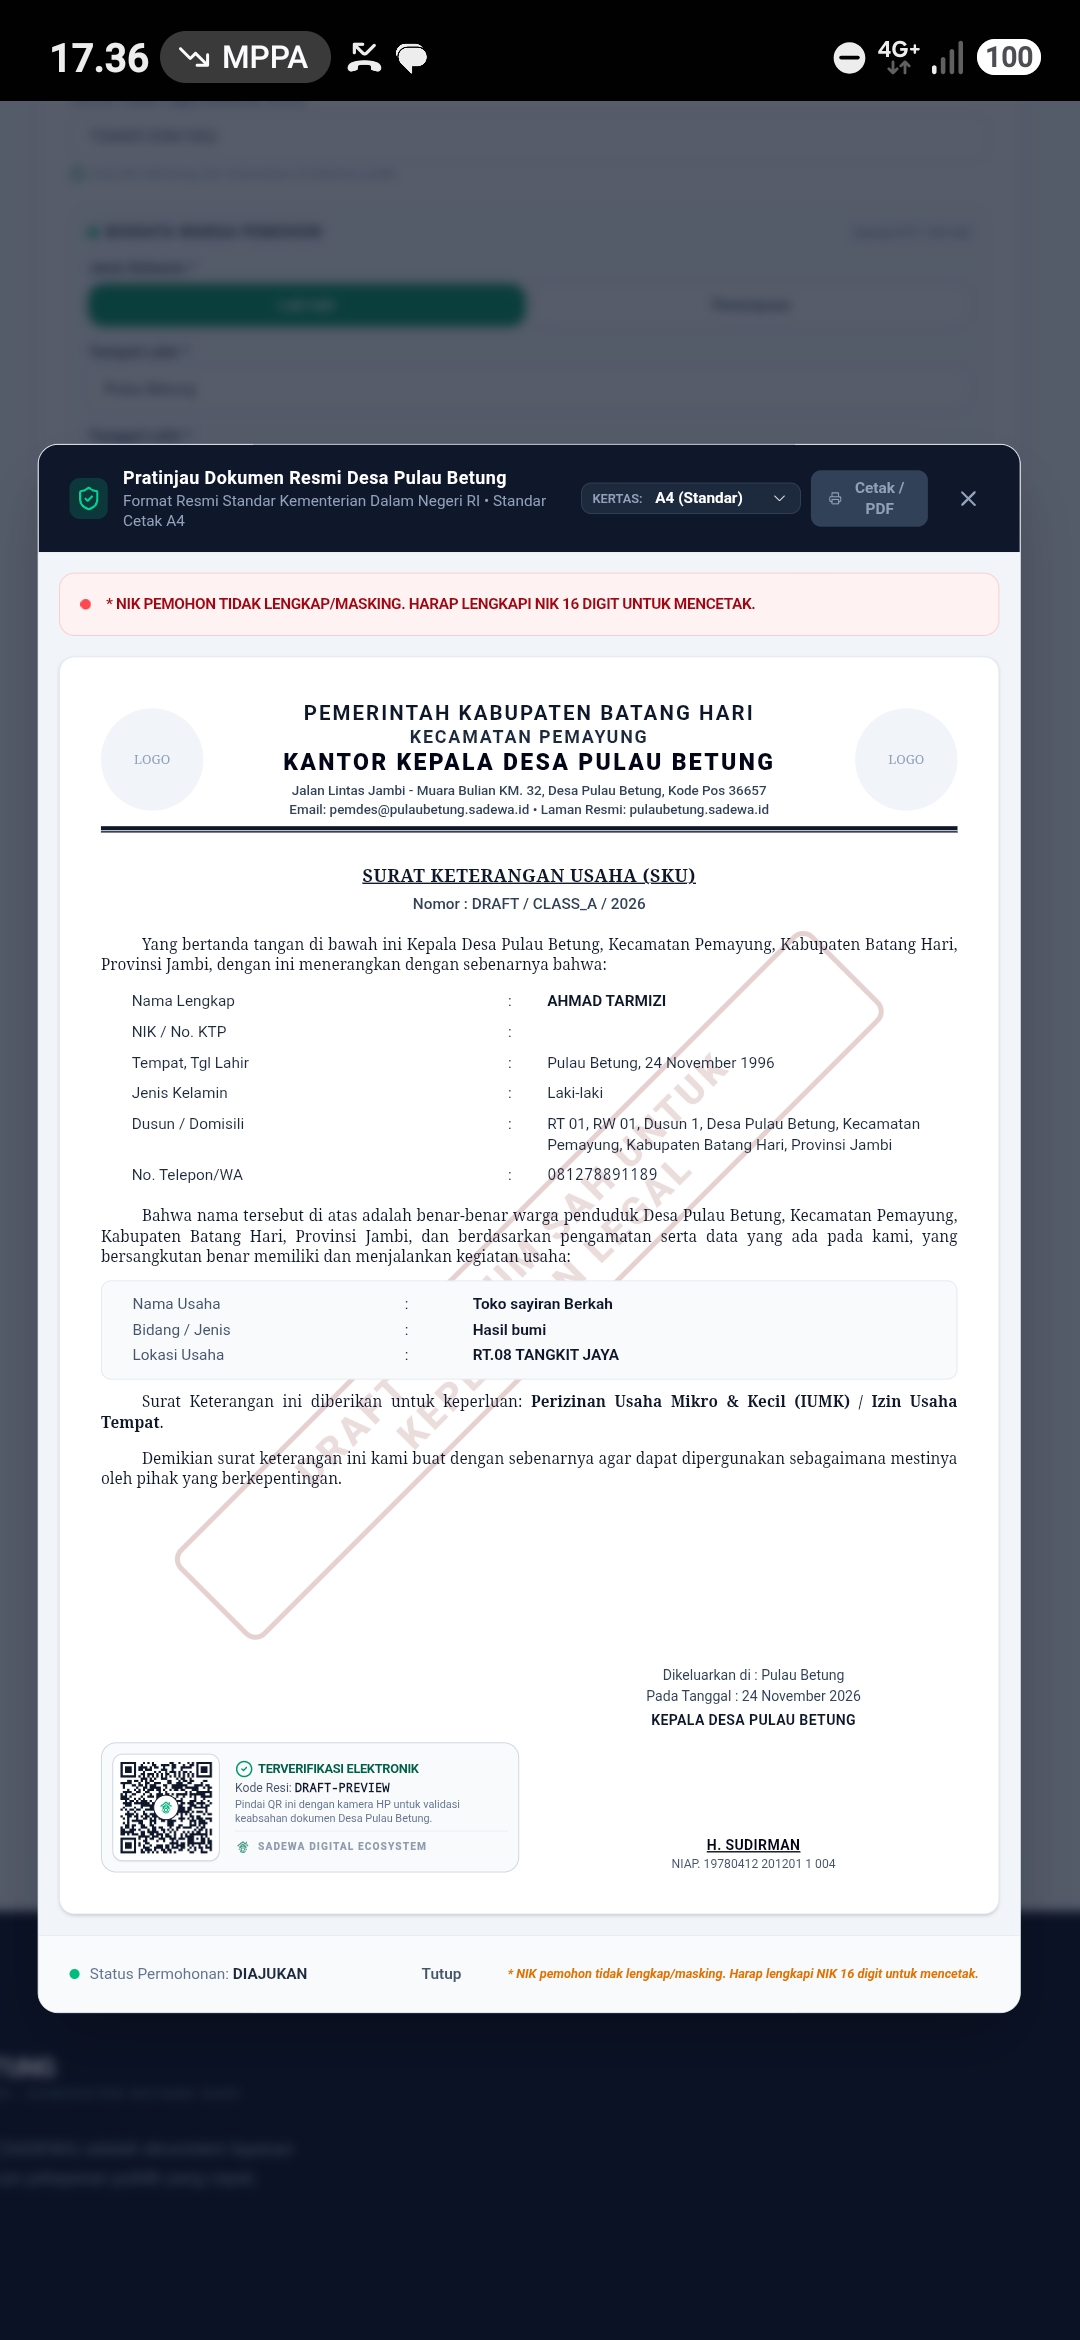 17.36 MPPA 4G+ 100
Pratinjau Dokumen Resmi Desa Pulau Betung
Format Resmi Standar Kementerian Dalam Negeri RI • Standar
Cetak A4
KERTAS: A4 (Standar)
Cetak /
PDF
* NIK PEMOHON TIDAK LENGKAP/MASKING. HARAP LENGKAPI NIK 16 DIGIT UNTUK MENCETAK.
LOGO
PEMERINTAH KABUPATEN BATANG HARI
KECAMATAN PEMAYUNG
KANTOR KEPALA DESA PULAU BETUNG
Jalan Lintas Jambi - Muara Bulian KM. 32, Desa Pulau Betung, Kode Pos 36657
Email: pemdes@pulaubetung.sadewa.id • Laman Resmi: pulaubetung.sadewa.id
LOGO
SURAT KETERANGAN USAHA (SKU)
Nomor : DRAFT / CLASS_A / 2026
Yang bertanda tangan di bawah ini Kepala Desa Pulau Betung, Kecamatan Pemayung, Kabupaten Batang Hari,
Provinsi Jambi, dengan ini menerangkan dengan sebenarnya bahwa:
Nama Lengkap : AHMAD TARMIZI
NIK / No. KTP :
Tempat, Tgl Lahir : Pulau Betung, 24 November 1996
Jenis Kelamin : Laki-laki
Dusun / Domisili : RT 01, RW 01, Dusun 1, Desa Pulau Betung, Kecamatan
Pemayung, Kabupaten Batang Hari, Provinsi Jambi
No. Telepon/WA : 081278891189
Bahwa nama tersebut di atas adalah benar-benar warga penduduk Desa Pulau Betung, Kecamatan Pemayung,
Kabupaten Batang Hari, Provinsi Jambi, dan berdasarkan pengamatan serta data yang ada pada kami, yang
bersangkutan benar memiliki dan menjalankan kegiatan usaha:
Nama Usaha : Toko sayiran Berkah
Bidang / Jenis : Hasil bumi
Lokasi Usaha : RT.08 TANGKIT JAYA
Surat Keterangan ini diberikan untuk keperluan: Perizinan Usaha Mikro & Kecil (IUMK) / Izin Usaha
Tempat.
Demikian surat keterangan ini kami buat dengan sebenarnya agar dapat dipergunakan sebagaimana mestinya
oleh pihak yang berkepentingan.
DRAFT SAH UNTUK
LEGAL
Dikeluarkan di : Pulau Betung
Pada Tanggal : 24 November 2026
KEPALA DESA PULAU BETUNG
TERVERIFIKASI ELEKTRONIK
Kode Resi: DRAFT-PREVIEW
Pindai QR ini dengan kamera HP untuk validasi
keabsahan dokumen Desa Pulau Betung.
SADEWA DIGITAL ECOSYSTEM
H. SUDIRMAN
NIAP. 19780412 201201 1 004
Status Permohonan: DIAJUKAN
Tutup
* NIK pemohon tidak lengkap/masking. Harap lengkapi NIK 16 digit untuk mencetak.